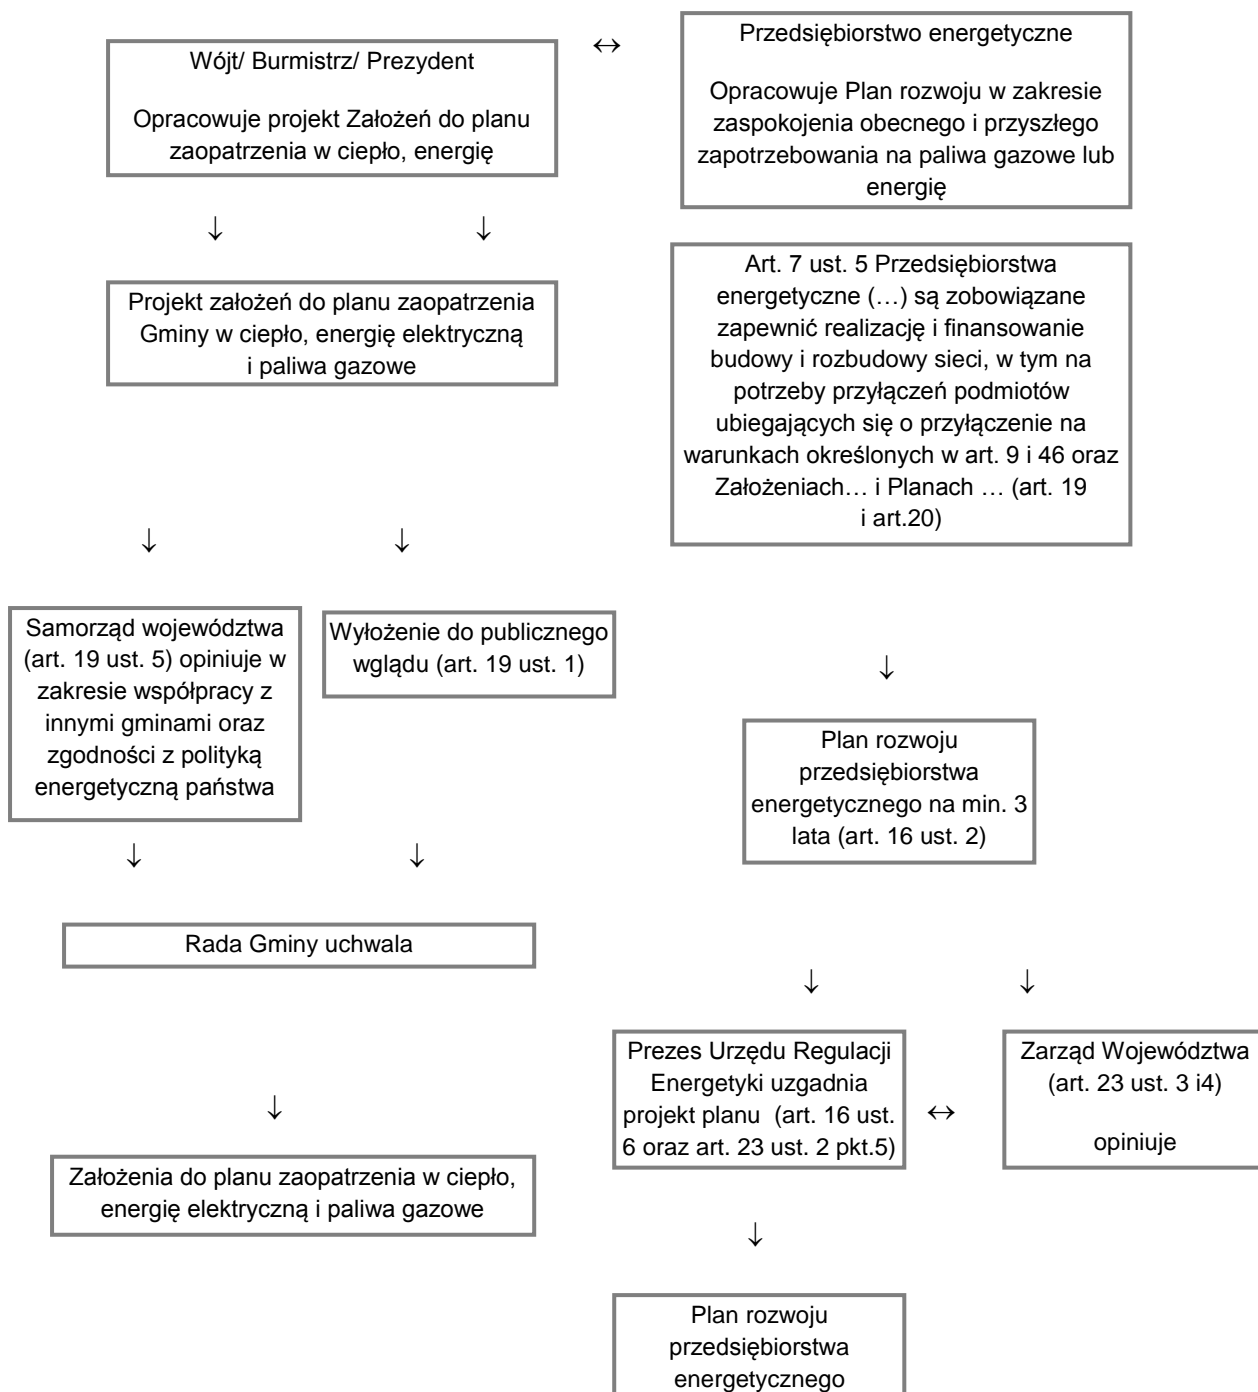 Wójt/ Burmistrz/ Prezydent
Opracowuje projekt Założeń do planu
zaopatrzenia w ciepło, energię
↔
Przedsiębiorstwo energetyczne
Opracowuje Plan rozwoju w zakresie
zaspokojenia obecnego i przyszłego
zapotrzebowania na paliwa gazowe lub
energię
↓ ↓
Projekt założeń do planu zaopatrzenia
Gminy w ciepło, energię elektryczną
i paliwa gazowe
Art. 7 ust. 5 Przedsiębiorstwa
energetyczne (…) są zobowiązane
zapewnić realizację i finansowanie
budowy i rozbudowy sieci, w tym na
potrzeby przyłączeń podmiotów
ubiegających się o przyłączenie na
warunkach określonych w art. 9 i 46 oraz
Założeniach… i Planach … (art. 19
i art.20)
↓ ↓
Samorząd województwa
(art. 19 ust. 5) opiniuje w
zakresie współpracy z
innymi gminami oraz
zgodności z polityką
energetyczną państwa
Wyłożenie do publicznego
wglądu (art. 19 ust. 1)
↓
Plan rozwoju
przedsiębiorstwa
energetycznego na min. 3
lata (art. 16 ust. 2)
↓ ↓
Rada Gminy uchwala
↓ ↓
Prezes Urzędu Regulacji
Energetyki uzgadnia
projekt planu (art. 16 ust.
6 oraz art. 23 ust. 2 pkt.5)
↔
Zarząd Województwa
(art. 23 ust. 3 i4)
opiniuje
↓
Założenia do planu zaopatrzenia w ciepło,
energię elektryczną i paliwa gazowe
↓
Plan rozwoju
przedsiębiorstwa
energetycznego